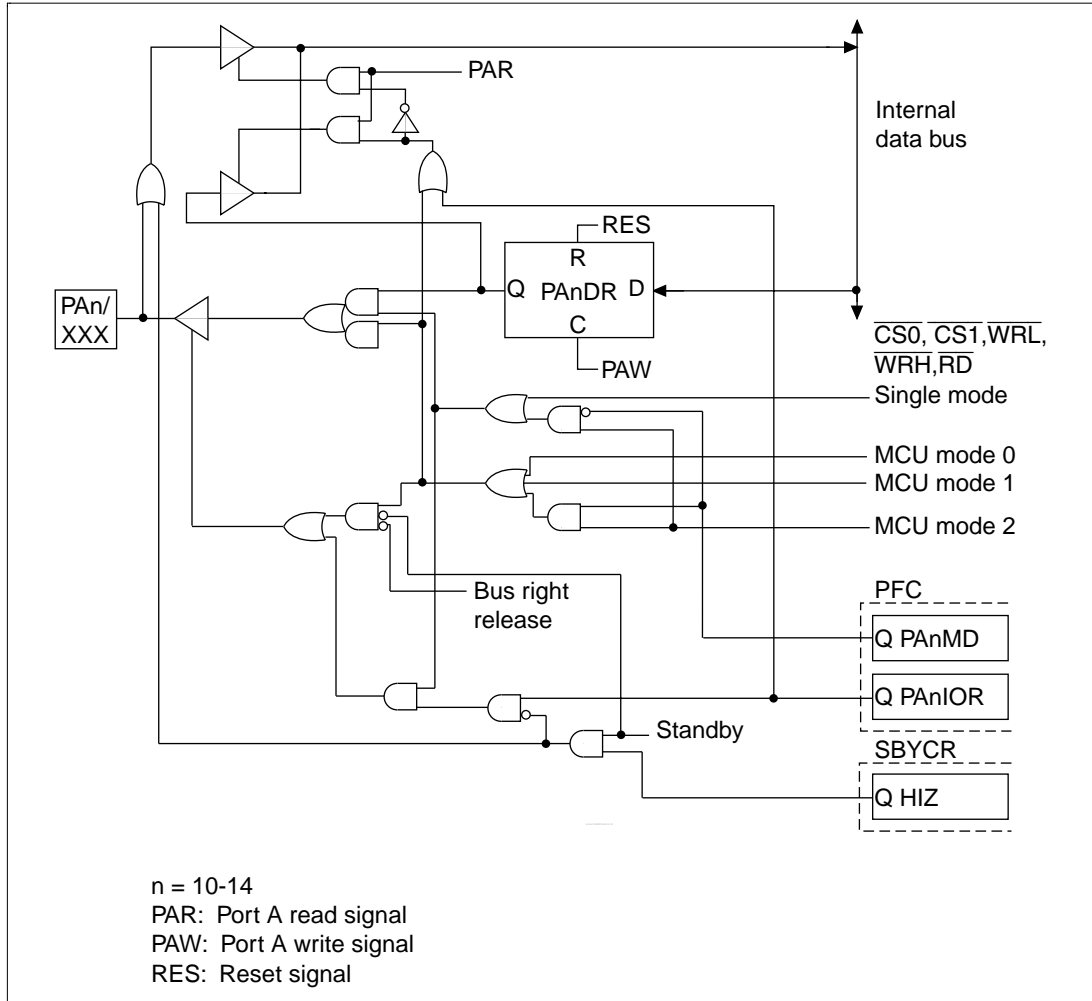 PAR
Internal
data bus
RES
R
Q PAnDR D
C
PAn/
XXX
PAW
CS0, CS1,WRL,
WRH,RD
Single mode
MCU mode 0
MCU mode 1
MCU mode 2
Bus right
release
PFC
Q PAnMD
Q PAnIOR
Standby
SBYCR
Q HIZ
n = 10-14
PAR: Port A read signal
PAW: Port A write signal
RES: Reset signal